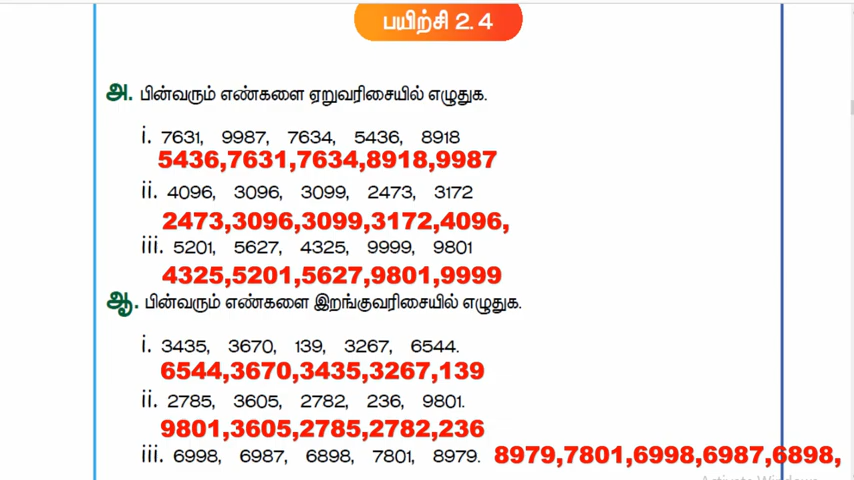 பயிற்சி 2.4
அ. பின்வரும் எண்களை ஏறுவரிசையில் எழுதுக.
i. 7631, 9987, 7634, 5436, 8918
5436,7631,7634,8918,9987
ii. 4096, 3096, 3099, 2473, 3172
2473,3096,3099,3172,4096,
iii. 5201, 5627, 4325, 9999, 9801
4325,5201,5627,9801,9999
ஆ. பின்வரும் எண்களை இறங்குவரிசையில் எழுதுக.
i. 3435, 3670, 139, 3267, 6544.
6544,3670,3435,3267,139
ii. 2785, 3605, 2782, 236, 9801.
9801,3605,2785,2782,236
iii. 6998, 6987, 6898, 7801, 8979. 8979,7801,6998,6987,6898,
Activate Windows